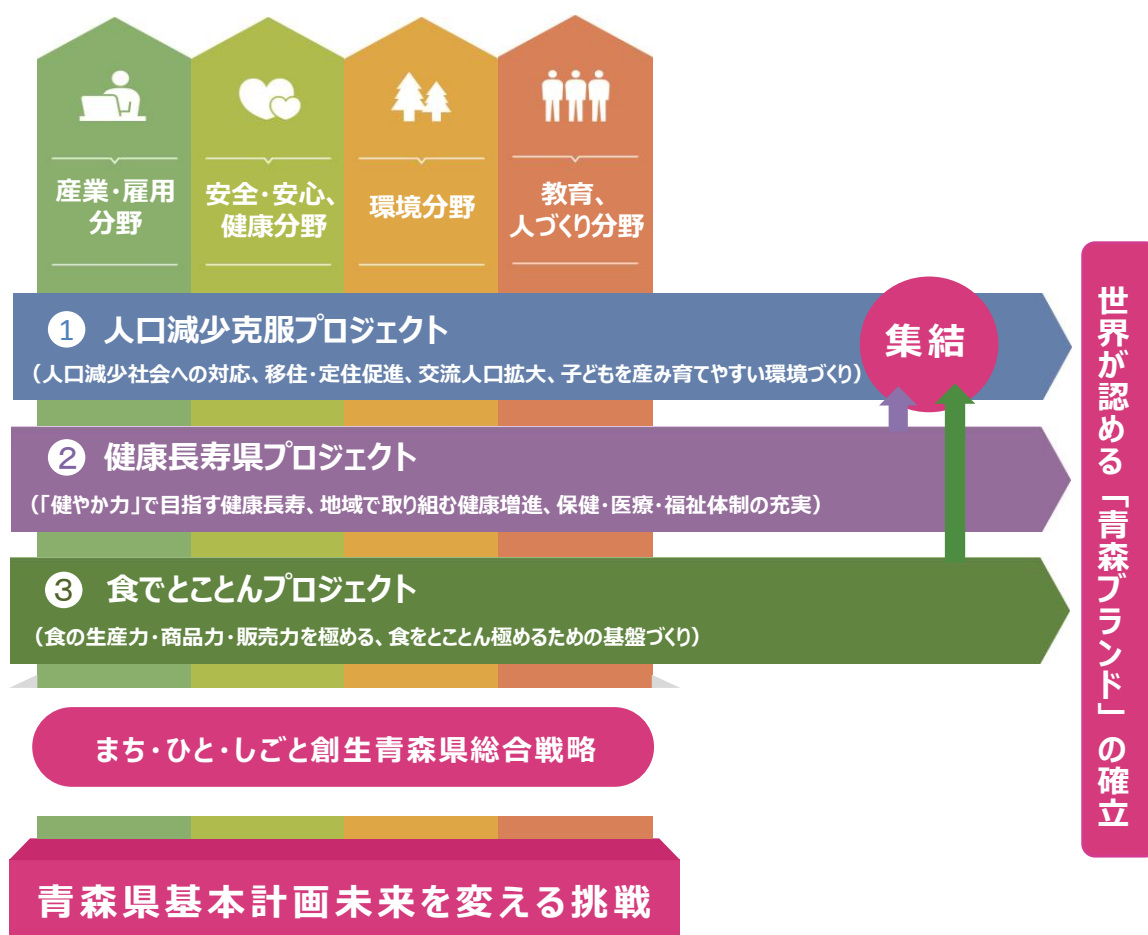 産業・雇用
分野
安全・安心、
健康分野
環境分野
教育、
人づくり分野
① 人口減少克服プロジェクト
（人口減少社会への対応、移住・定住促進、交流人口拡大、子どもを産み育てやすい環境づくり）
集結
② 健康長寿県プロジェクト
（「健やか力」で目指す健康長寿、地域で取り組む健康増進、保健・医療・福祉体制の充実）
③ 食でとことんプロジェクト
（食の生産力・商品力・販売力を極める、食をとことん極めるための基盤づくり）
世界が認める「青森ブランド」の確立
まち・ひと・しごと創生青森県総合戦略
青森県基本計画未来を変える挑戦